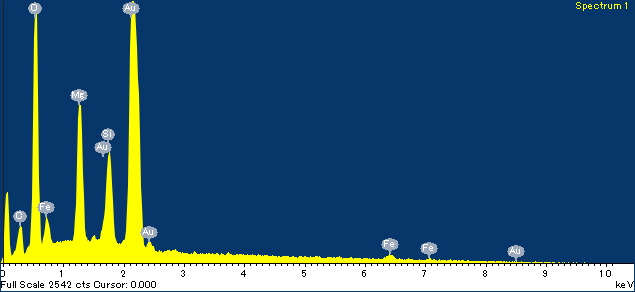 Spectrum 1
O Au
Mg
Si
Au
Fe
O Au
Fe Fe Au
0 1 2 3 4 5 6 7 8 9 10
Full Scale 2542 cts Cursor: 0.000 keV